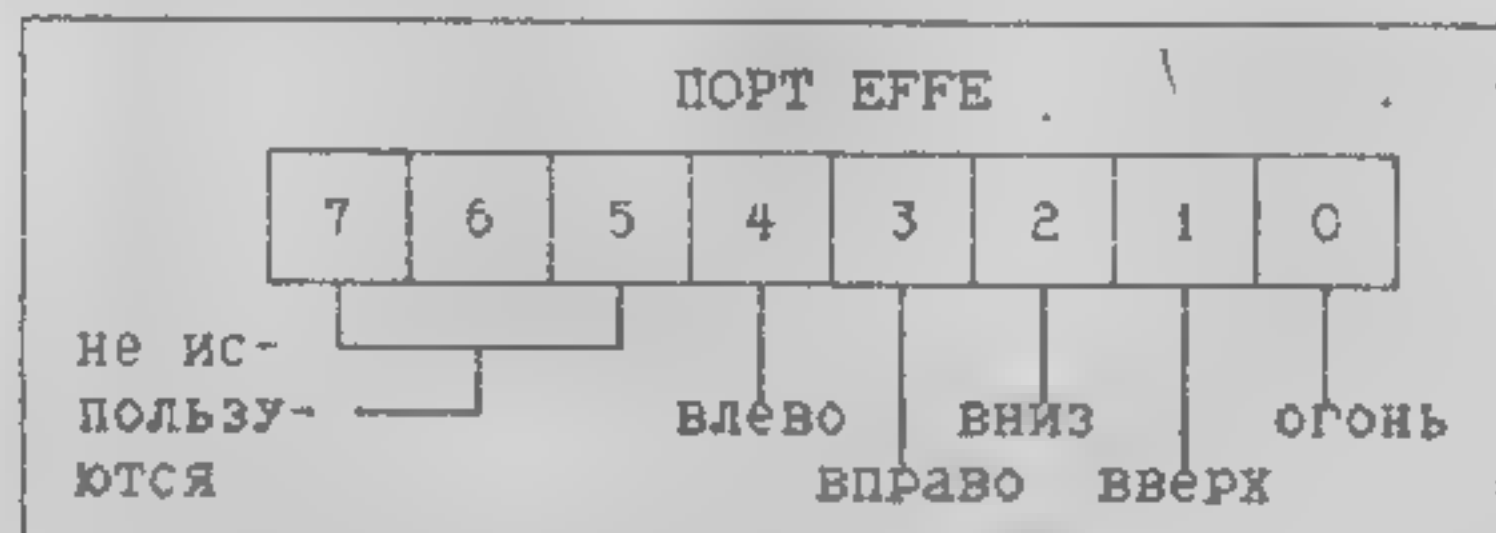 ПОРТ EFFE
7 6 5 4 3 2 1 0
не ис-
пользу-
ются
влево вниз огонь
вправо вверх